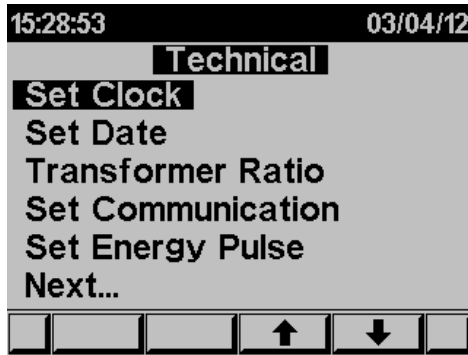 15:28:53 03/04/12
Technical
Set Clock
Set Date
Transformer Ratio
Set Communication
Set Energy Pulse
Next...